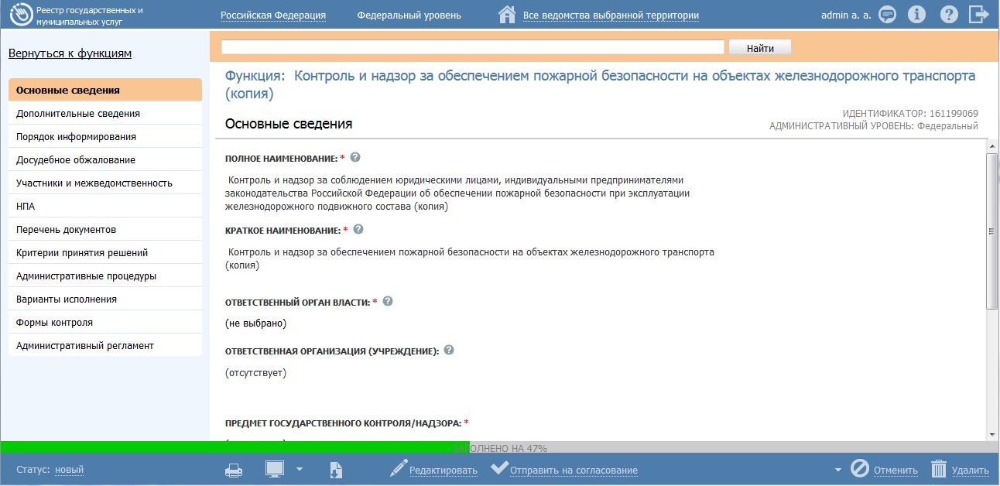 Реестр государственных и
муниципальных услуг
Российская Федерация
Федеральный уровень
Все ведомства выбранной территории
admin a. a.
Вернуться к функциям
Найти
Основные сведения
Дополнительные сведения
Порядок информирования
Досудебное обжалование
Участники и межведомственность
НПА
Перечень документов
Критерии принятия решений
Административные процедуры
Варианты исполнения
Формы контроля
Административный регламент
Функция: Контроль и надзор за обеспечением пожарной безопасности на объектах железнодорожного транспорта
(копия)
Основные сведения
ИДЕНТИФИКАТОР: 161199069
АДМИНИСТРАТИВНЫЙ УРОВЕНЬ: Федеральный
ПОЛНОЕ НАИМЕНОВАНИЕ: * ?
Контроль и надзор за соблюдением юридическими лицами, индивидуальными предпринимателями
законодательства Российской Федерации об обеспечении пожарной безопасности при эксплуатации
железнодорожного подвижного состава (копия)
КРАТКОЕ НАИМЕНОВАНИЕ: * ?
Контроль и надзор за обеспечением пожарной безопасности на объектах железнодорожного транспорта
(копия)
ОТВЕТСТВЕННЫЙ ОРГАН ВЛАСТИ: * ?
(не выбрано)
ОТВЕТСТВЕННАЯ ОРГАНИЗАЦИЯ (УЧРЕЖДЕНИЕ): ?
(отсутствует)
ПРЕДМЕТ ГОСУДАРСТВЕННОГО КОНТРОЛЯ/НАДЗОРА: *
ЗАПОЛНЕНО НА 47%
Статус: новый
Редактировать
Отправить на согласование
Отменить
Удалить